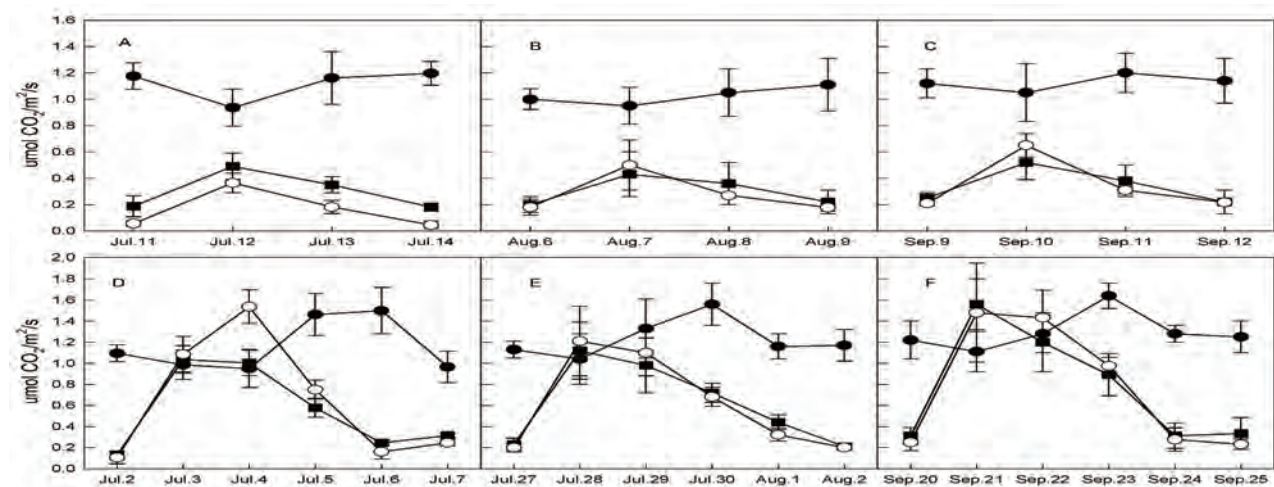 1.6
1.4
1.2
1.0
0.8
0.6
0.4
0.2
0.0
umol CO2/m2/s
A
B
C
Jul.11 Jul.12 Jul.13 Jul.14 Aug.6 Aug.7 Aug.8 Aug.9 Sep.9 Sep.10 Sep.11 Sep.12
2.0
1.8
1.6
1.4
1.2
1.0
0.8
0.6
0.4
0.2
0.0
umol CO2/m2/s
D
E
F
Jul.2 Jul.3 Jul.4 Jul.5 Jul.6 Jul.7 Jul.27 Jul.28 Jul.29 Jul.30 Aug.1 Aug.2 Sep.20 Sep.21 Sep.22 Sep.23 Sep.24 Sep.25